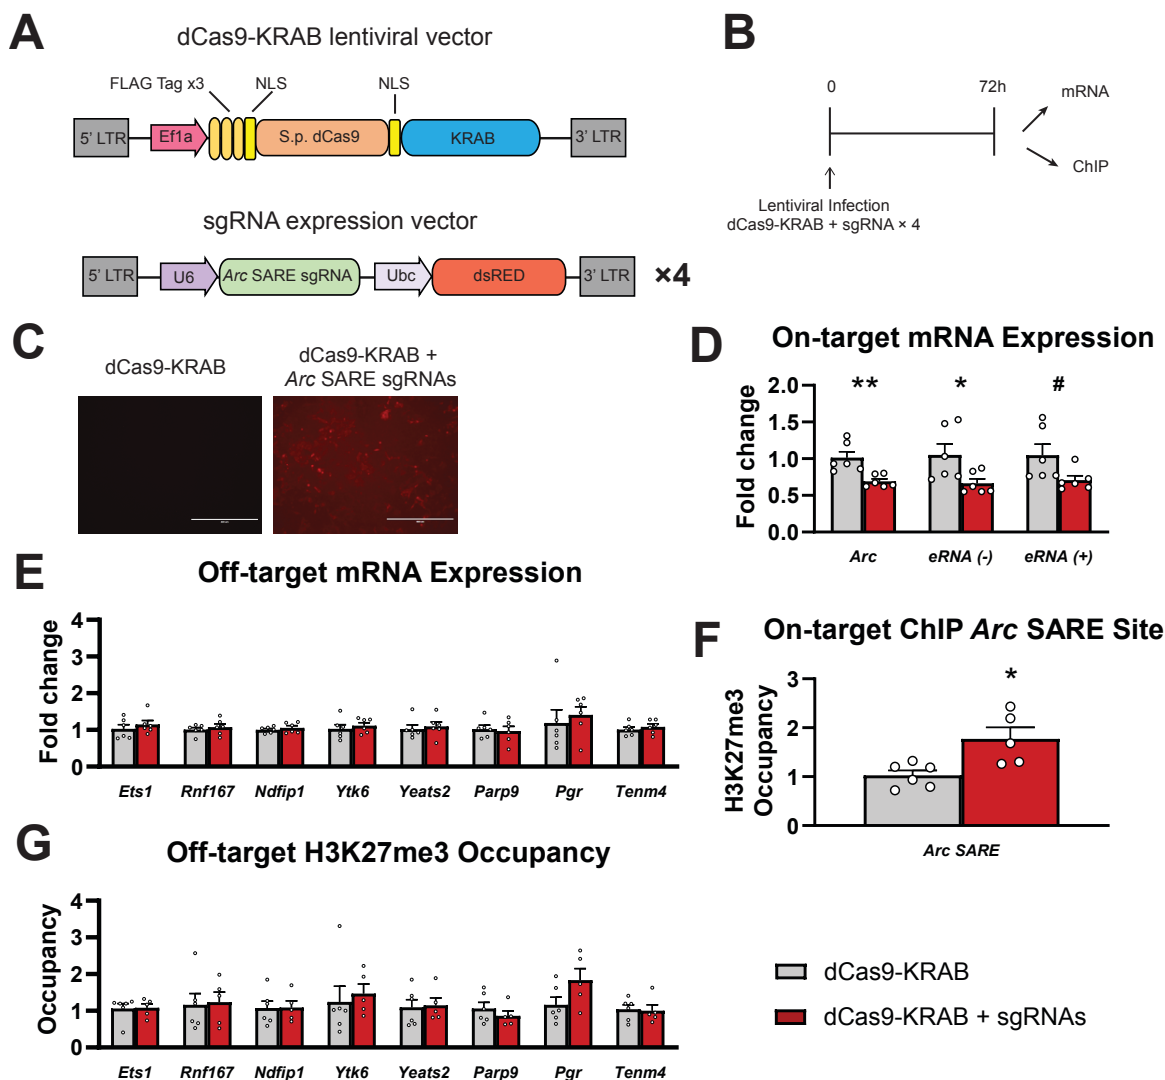 A
dCas9-KRAB lentiviral vector
FLAG Tag x3
NLS
NLS
5' LTR
Ef1a
S.p. dCas9
KRAB
3' LTR
sgRNA expression vector
5' LTR
U6
Arc SARE sgRNA
Ubc
dsRED
3' LTR
×4
B
0
72h
mRNA
ChIP
Lentiviral Infection
dCas9-KRAB + sgRNA × 4
C
dCas9-KRAB
dCas9-KRAB +
Arc SARE sgRNAs
D
On-target mRNA Expression
Fold change
2.0
1.5
1.0
0.5
0.0
**
*
#
Arc
eRNA (-)
eRNA (+)
E
Off-target mRNA Expression
Fold change
4
3
2
1
0
Ets1
Rnf167
Ndfip1
Ytk6
Yeats2
Parp9
Pgr
Tenm4
F
On-target ChIP Arc SARE Site
H3K27me3
Occupancy
3
2
1
0
*
Arc SARE
G
Off-target H3K27me3 Occupancy
Occupancy
4
3
2
1
0
Ets1
Rnf167
Ndfip1
Ytk6
Yeats2
Parp9
Pgr
Tenm4
dCas9-KRAB
dCas9-KRAB + sgRNAs